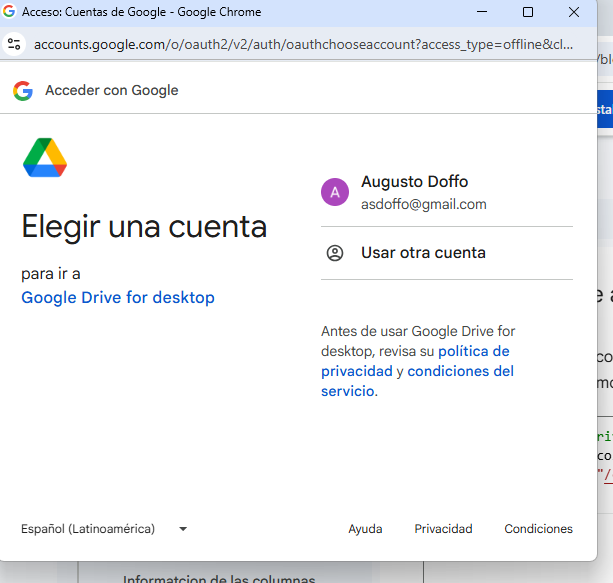 Acceso: Cuentas de Google - Google Chrome
accounts.google.com/o/oauth2/v2/auth/oauthchooseaccount?access_type=offline&cl...
Acceder con Google
Elegir una cuenta
para ir a
Google Drive for desktop
A
Augusto Doffo
asdoffo@gmail.com
Usar otra cuenta
Antes de usar Google Drive for
desktop, revisa su política de
privacidad y condiciones del
servicio.
Español (Latinoamérica)
Ayuda
Privacidad
Condiciones
Informatcion de las columnas